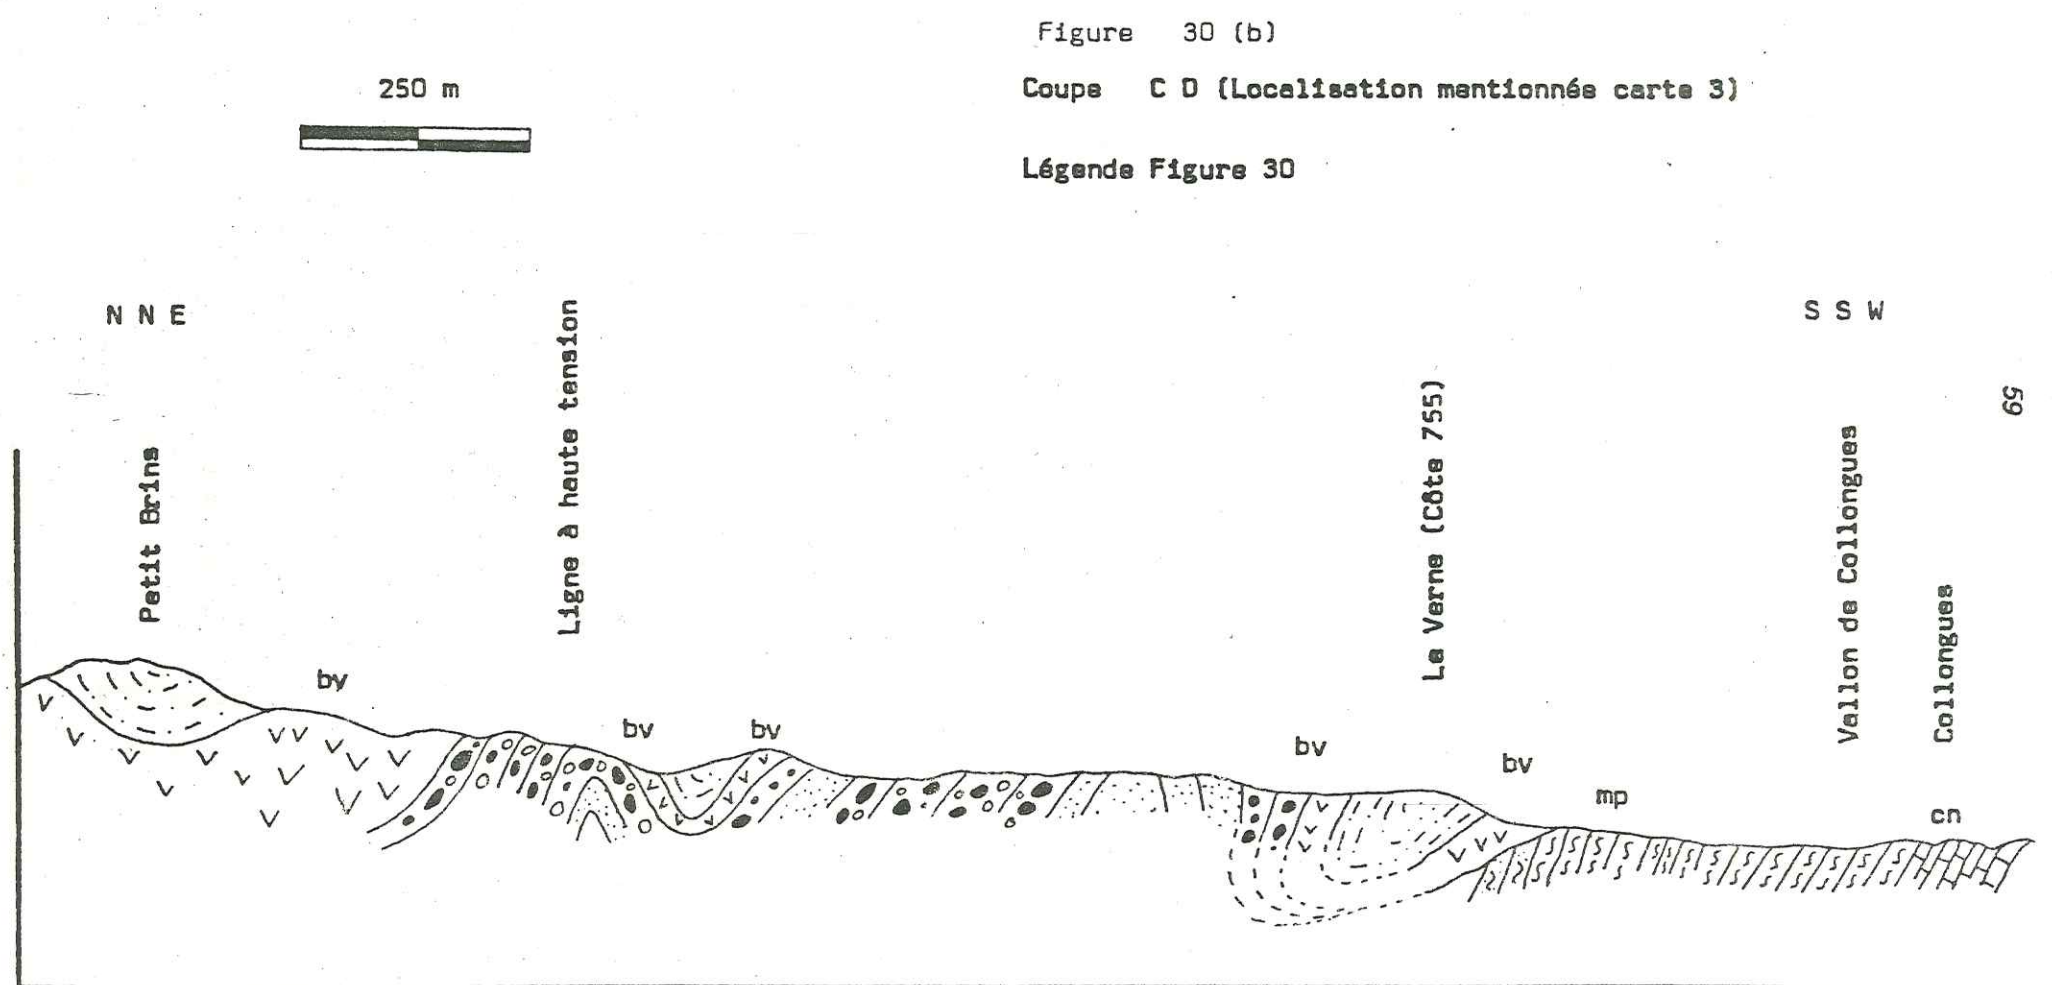 Figure 30 (b)
250 m
Coupe C D (Localisation mentionnée carte 3)
Légende Figure 30
N N E
S S W
Petit Brins
Ligne à haute tension
Le Verne (Côte 755)
Vallon de Collongues
Collongues
59
bv
bv
bv
bv
bv
mp
cn